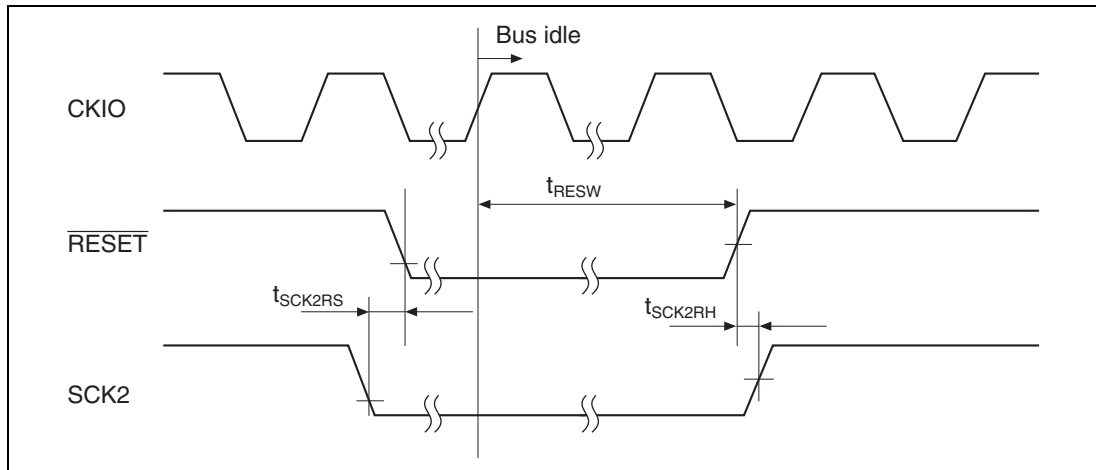 Bus idle
CKIO
tRESW
RESET
tSCK2RS
tSCK2RH
SCK2